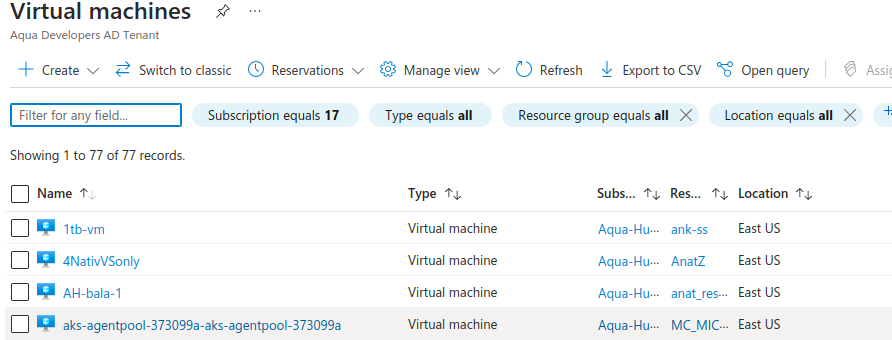 Virtual machines
Aqua Developers AD Tenant
Create Switch to classic Reservations Manage view Refresh Export to CSV Open query Assig
Filter for any field... Subscription equals 17 Type equals all Resource group equals all Location equals all
Showing 1 to 77 of 77 records.
Name Type Subs... Res... Location
1tb-vm Virtual machine Aqua-Hu... ank-ss East US
4NativVSonly Virtual machine Aqua-Hu... AnatZ East US
AH-bala-1 Virtual machine Aqua-Hu... anat_res... East US
aks-agentpool-373099a-aks-agentpool-373099a Virtual machine Aqua-Hu... MC_MIC... East US